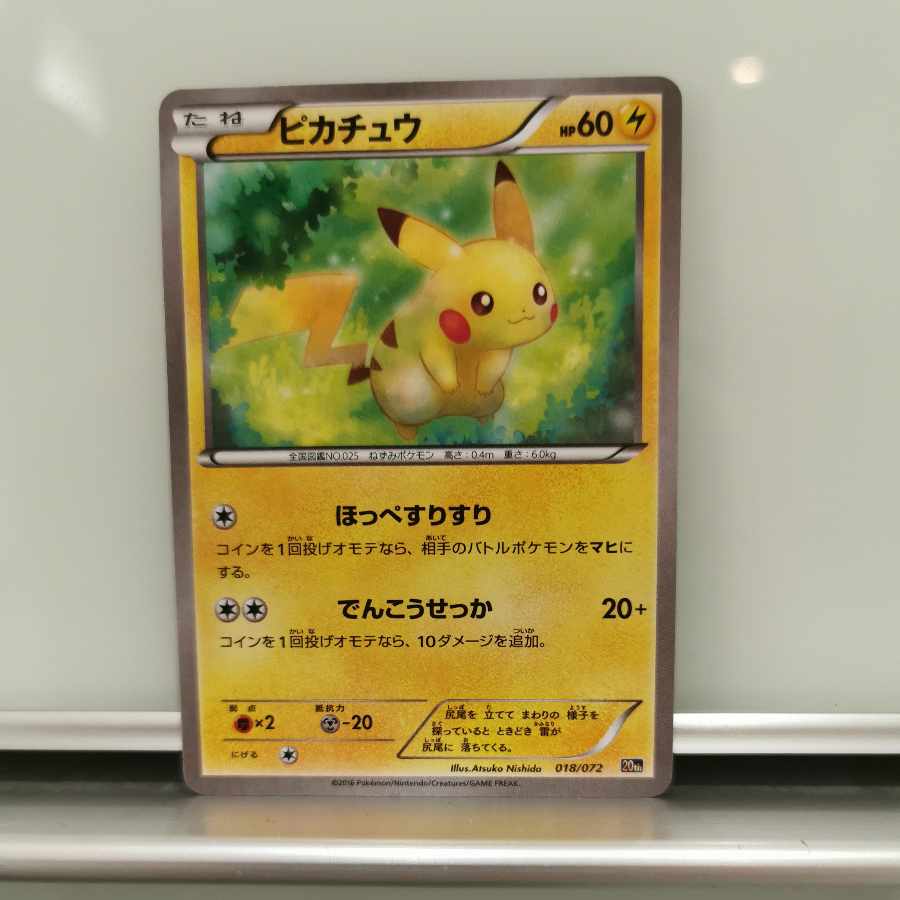 たね ピカチュウ HP60
全国図鑑NO.025 ねずみポケモン 高さ：0.4m 重さ：6.0kg
ほっぺすりすり
コインを1回投げオモテなら、相手のバトルポケモンをマヒに
する。
でんこうせっか 20+
コインを1回投げオモテなら、10ダメージを追加。
弱点 抵抗力
×2 -20
にげる
尻尾を 立てて まわりの 様子を
探っていると ときどき 雷が
尻尾に 落ちてくる。
Illus.Atsuko Nishida 018/072 20th
©2016 Pokémon/Nintendo/Creatures/GAME FREAK.